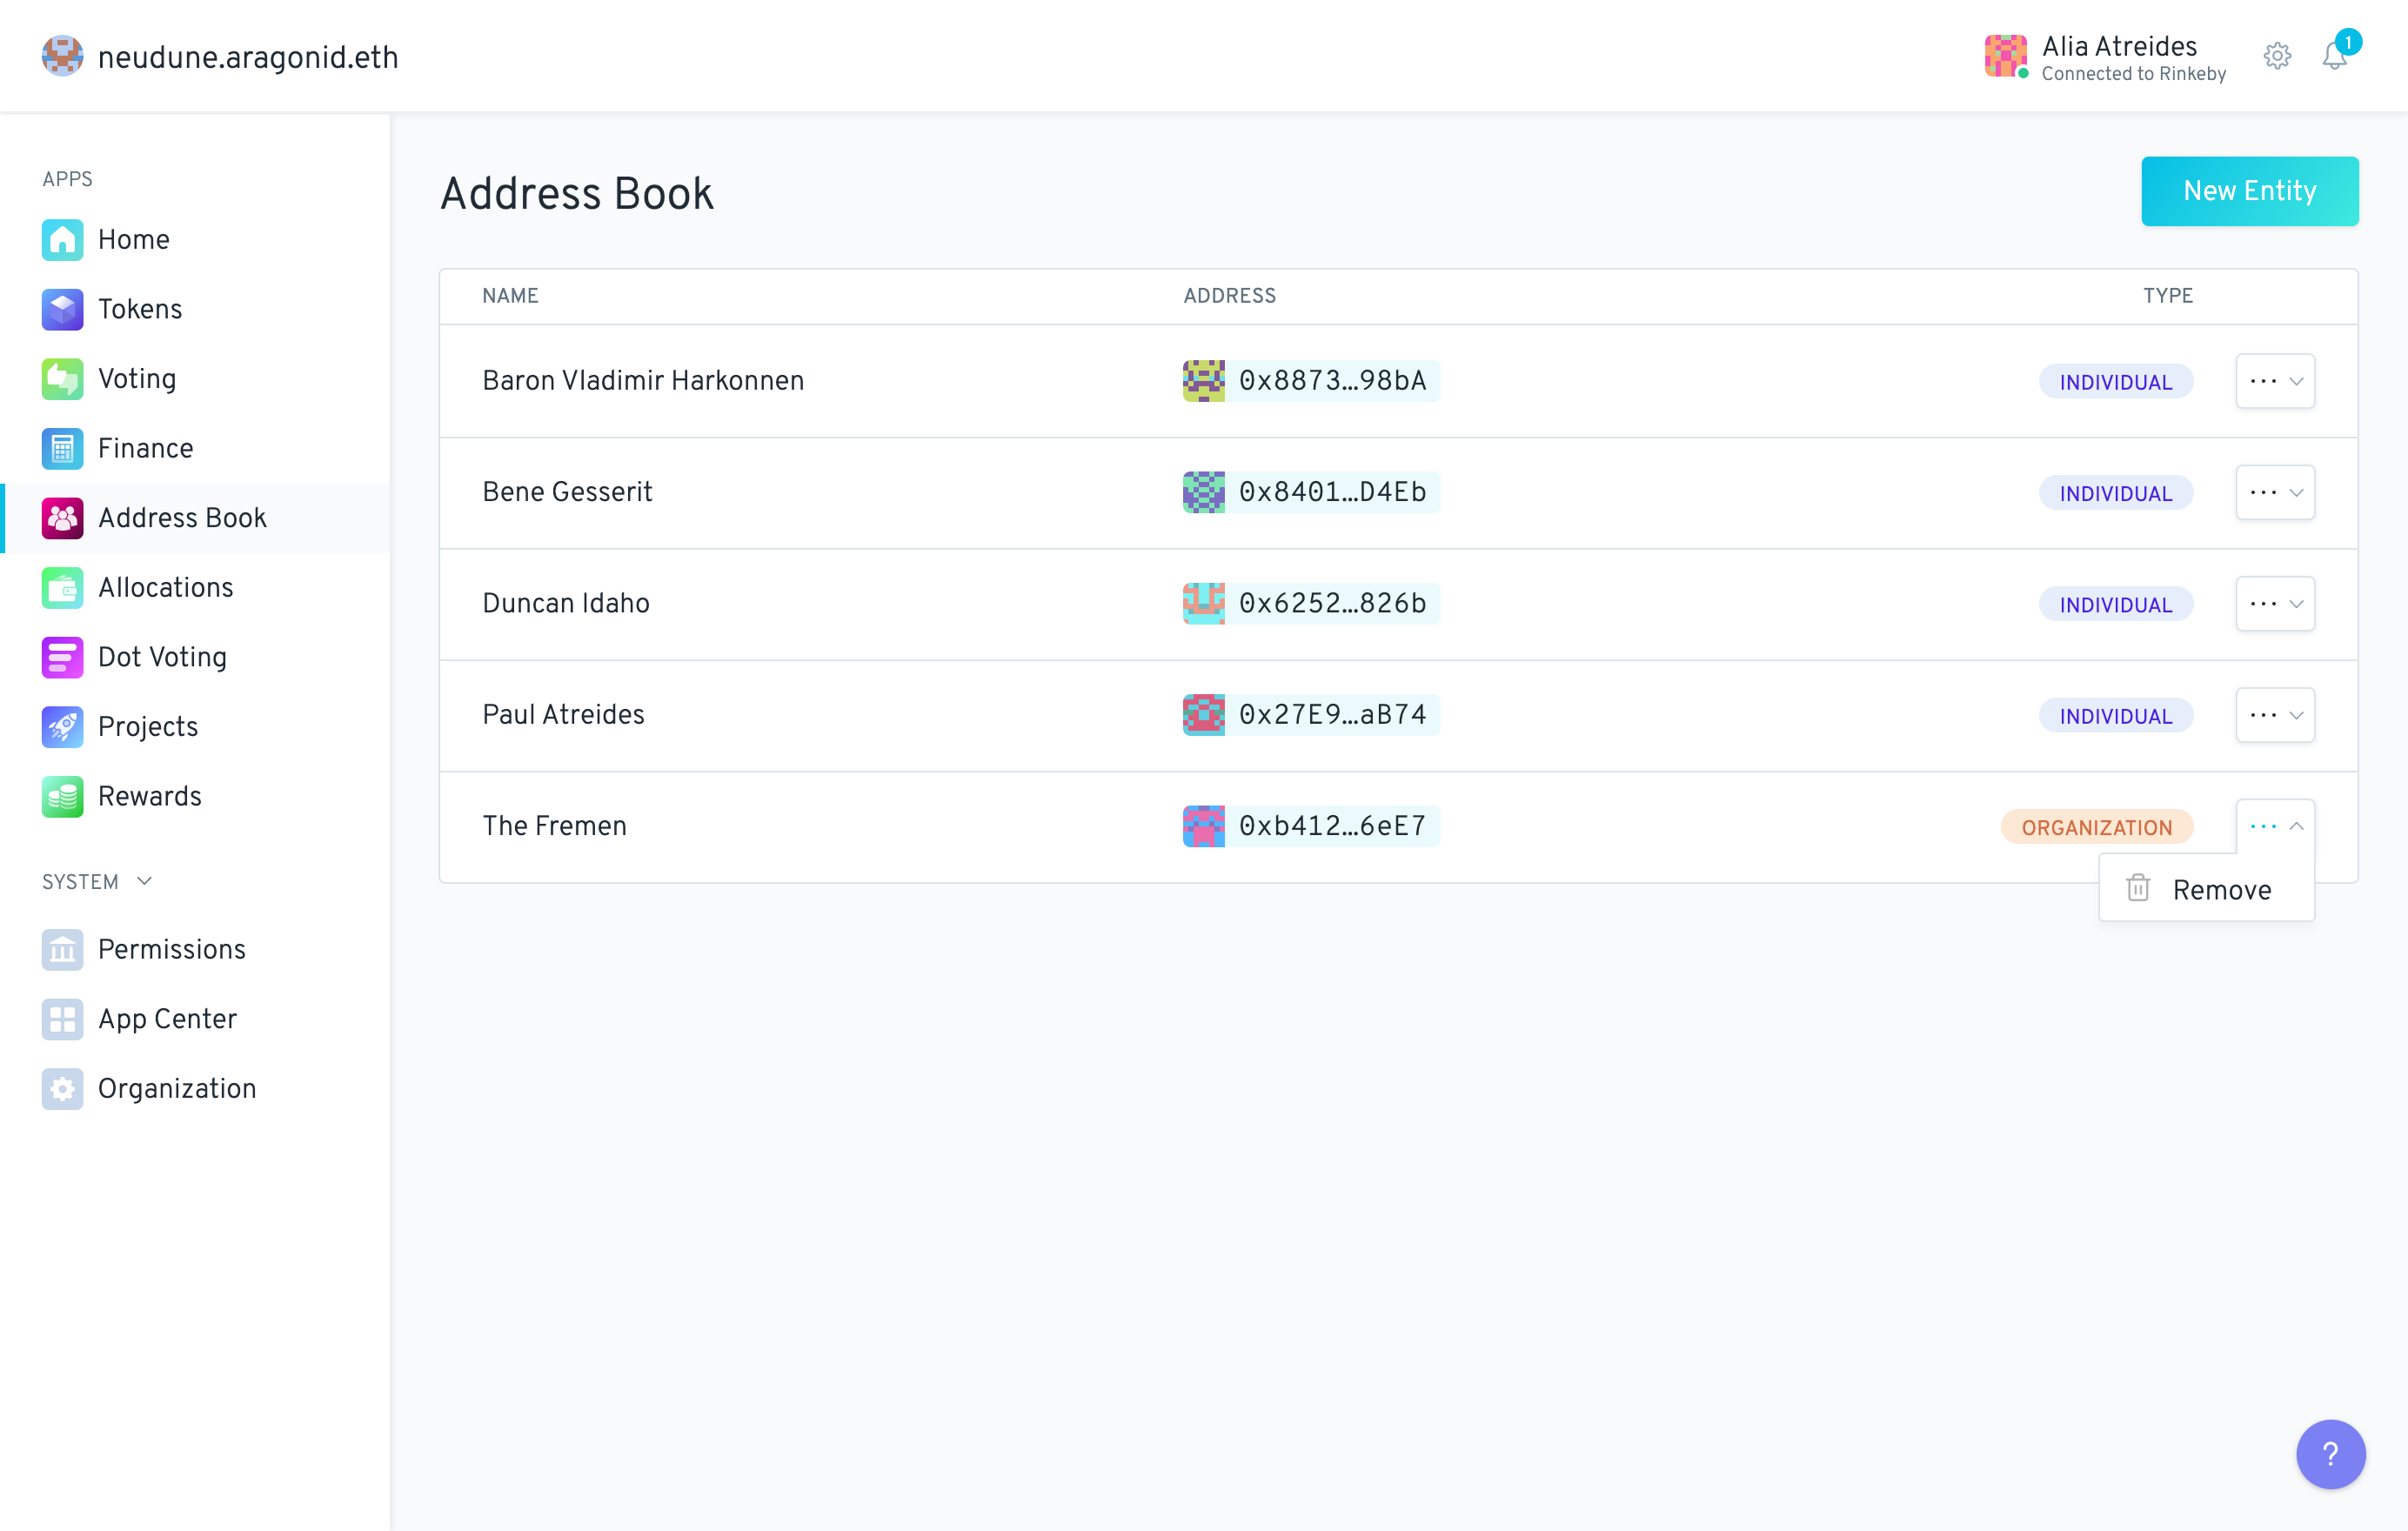 neudune.aragonid.eth
Alia Atreides
Connected to Rinkeby
1
APPS
Home
Tokens
Voting
Finance
Address Book
Allocations
Dot Voting
Projects
Rewards
SYSTEM
Permissions
App Center
Organization
Address Book
New Entity
NAME ADDRESS TYPE
Baron Vladimir Harkonnen 0x8873…98bA INDIVIDUAL
Bene Gesserit 0x8401…D4Eb INDIVIDUAL
Duncan Idaho 0x6252…826b INDIVIDUAL
Paul Atreides 0x27E9…aB74 INDIVIDUAL
The Fremen 0xb412…6eE7 ORGANIZATION
Remove
?